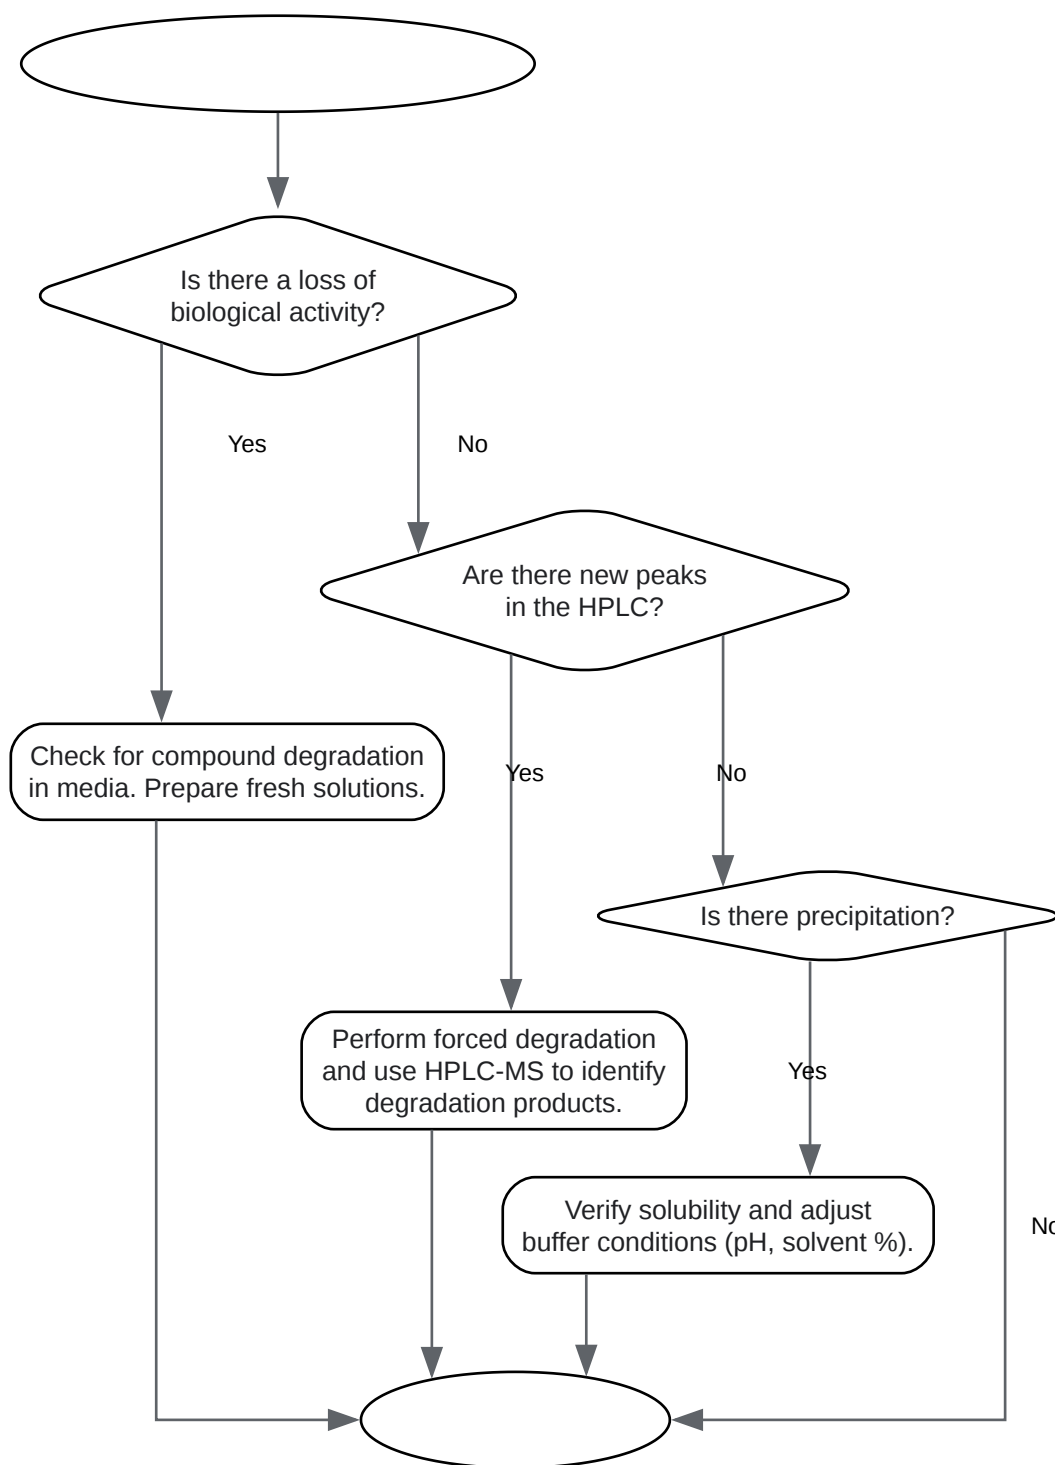 Is there a loss of
biological activity?
Yes
No
Are there new peaks
in the HPLC?
Check for compound degradation
in media. Prepare fresh solutions.
Yes
No
Is there precipitation?
Perform forced degradation
and use HPLC-MS to identify
degradation products.
Yes
Verify solubility and adjust
buffer conditions (pH, solvent %).
No